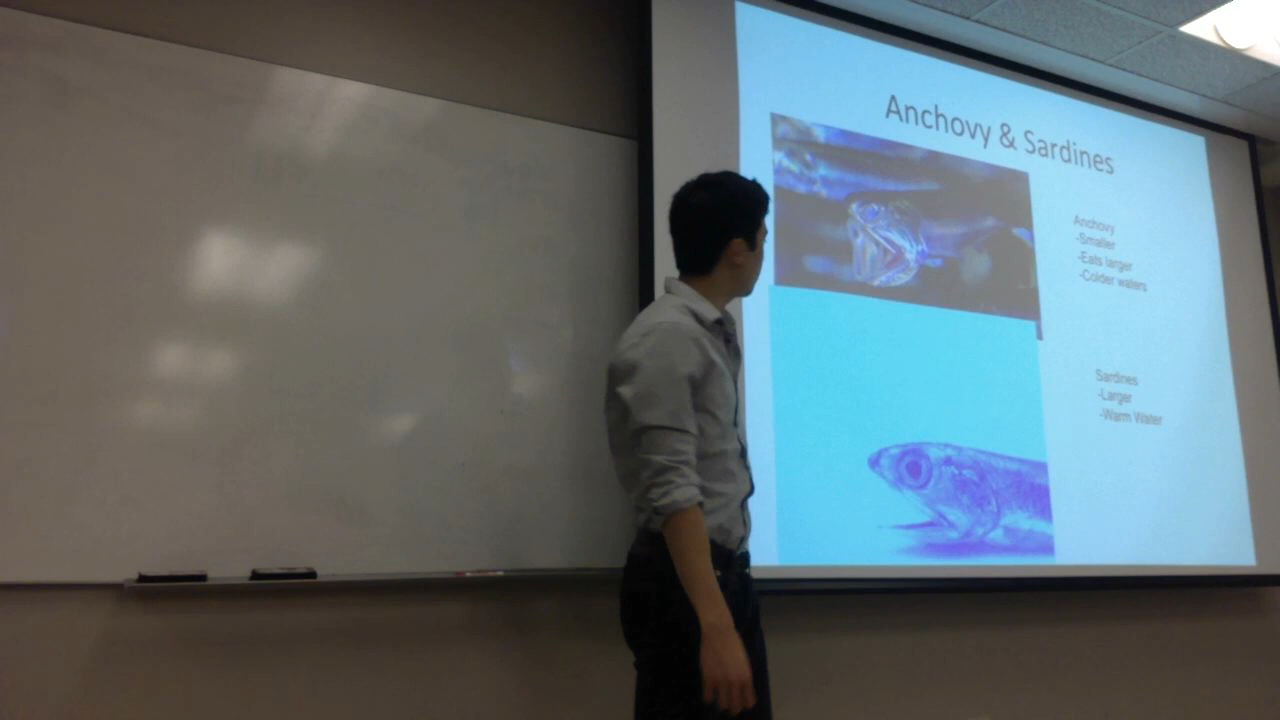 Anchovy & Sardines
Anchovy
-Smaller
-Eats larger
-Colder waters
Sardines
-Larger
-Warm Water